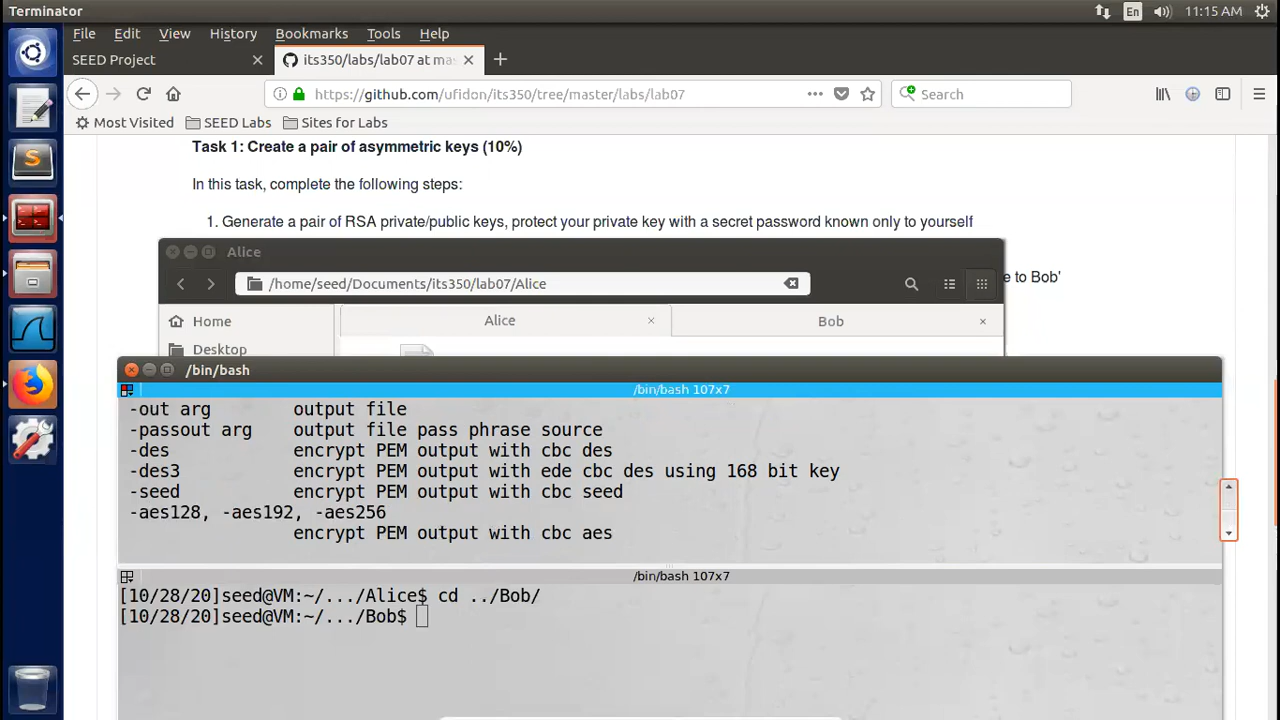 Terminator
En
11:15 AM
File Edit View History Bookmarks Tools Help
SEED Project
its350/labs/lab07 at mas
https://github.com/ufidon/its350/tree/master/labs/lab07
Search
Most Visited SEED Labs Sites for Labs
Task 1: Create a pair of asymmetric keys (10%)
In this task, complete the following steps:
1. Generate a pair of RSA private/public keys, protect your private key with a secret password known only to yourself
e to Bob'
Alice
/home/seed/Documents/its350/lab07/Alice
Home
Alice
Bob
Desktop
/bin/bash
/bin/bash 107x7
-out arg output file
-passout arg output file pass phrase source
-des encrypt PEM output with cbc des
-des3 encrypt PEM output with ede cbc des using 168 bit key
-seed encrypt PEM output with cbc seed
-aes128, -aes192, -aes256
encrypt PEM output with cbc aes
/bin/bash 107x7
[10/28/20]seed@VM:~/.../Alice$ cd ../Bob/
[10/28/20]seed@VM:~/.../Bob$